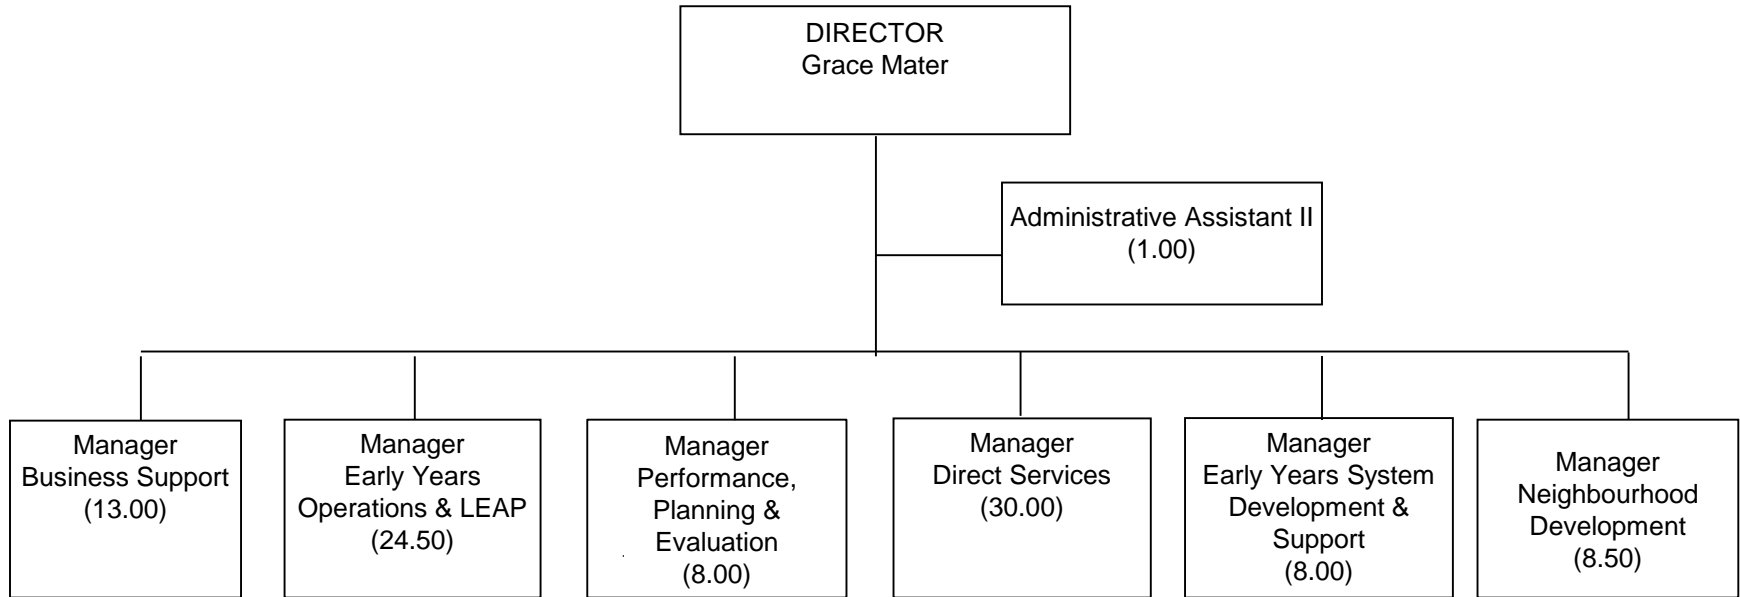 DIRECTOR
Grace Mater
Administrative Assistant II
(1.00)
Manager
Business Support
(13.00)
Manager
Early Years
Operations & LEAP
(24.50)
Manager
Performance,
Planning &
Evaluation
(8.00)
Manager
Direct Services
(30.00)
Manager
Early Years System
Development &
Support
(8.00)
Manager
Neighbourhood
Development
(8.50)